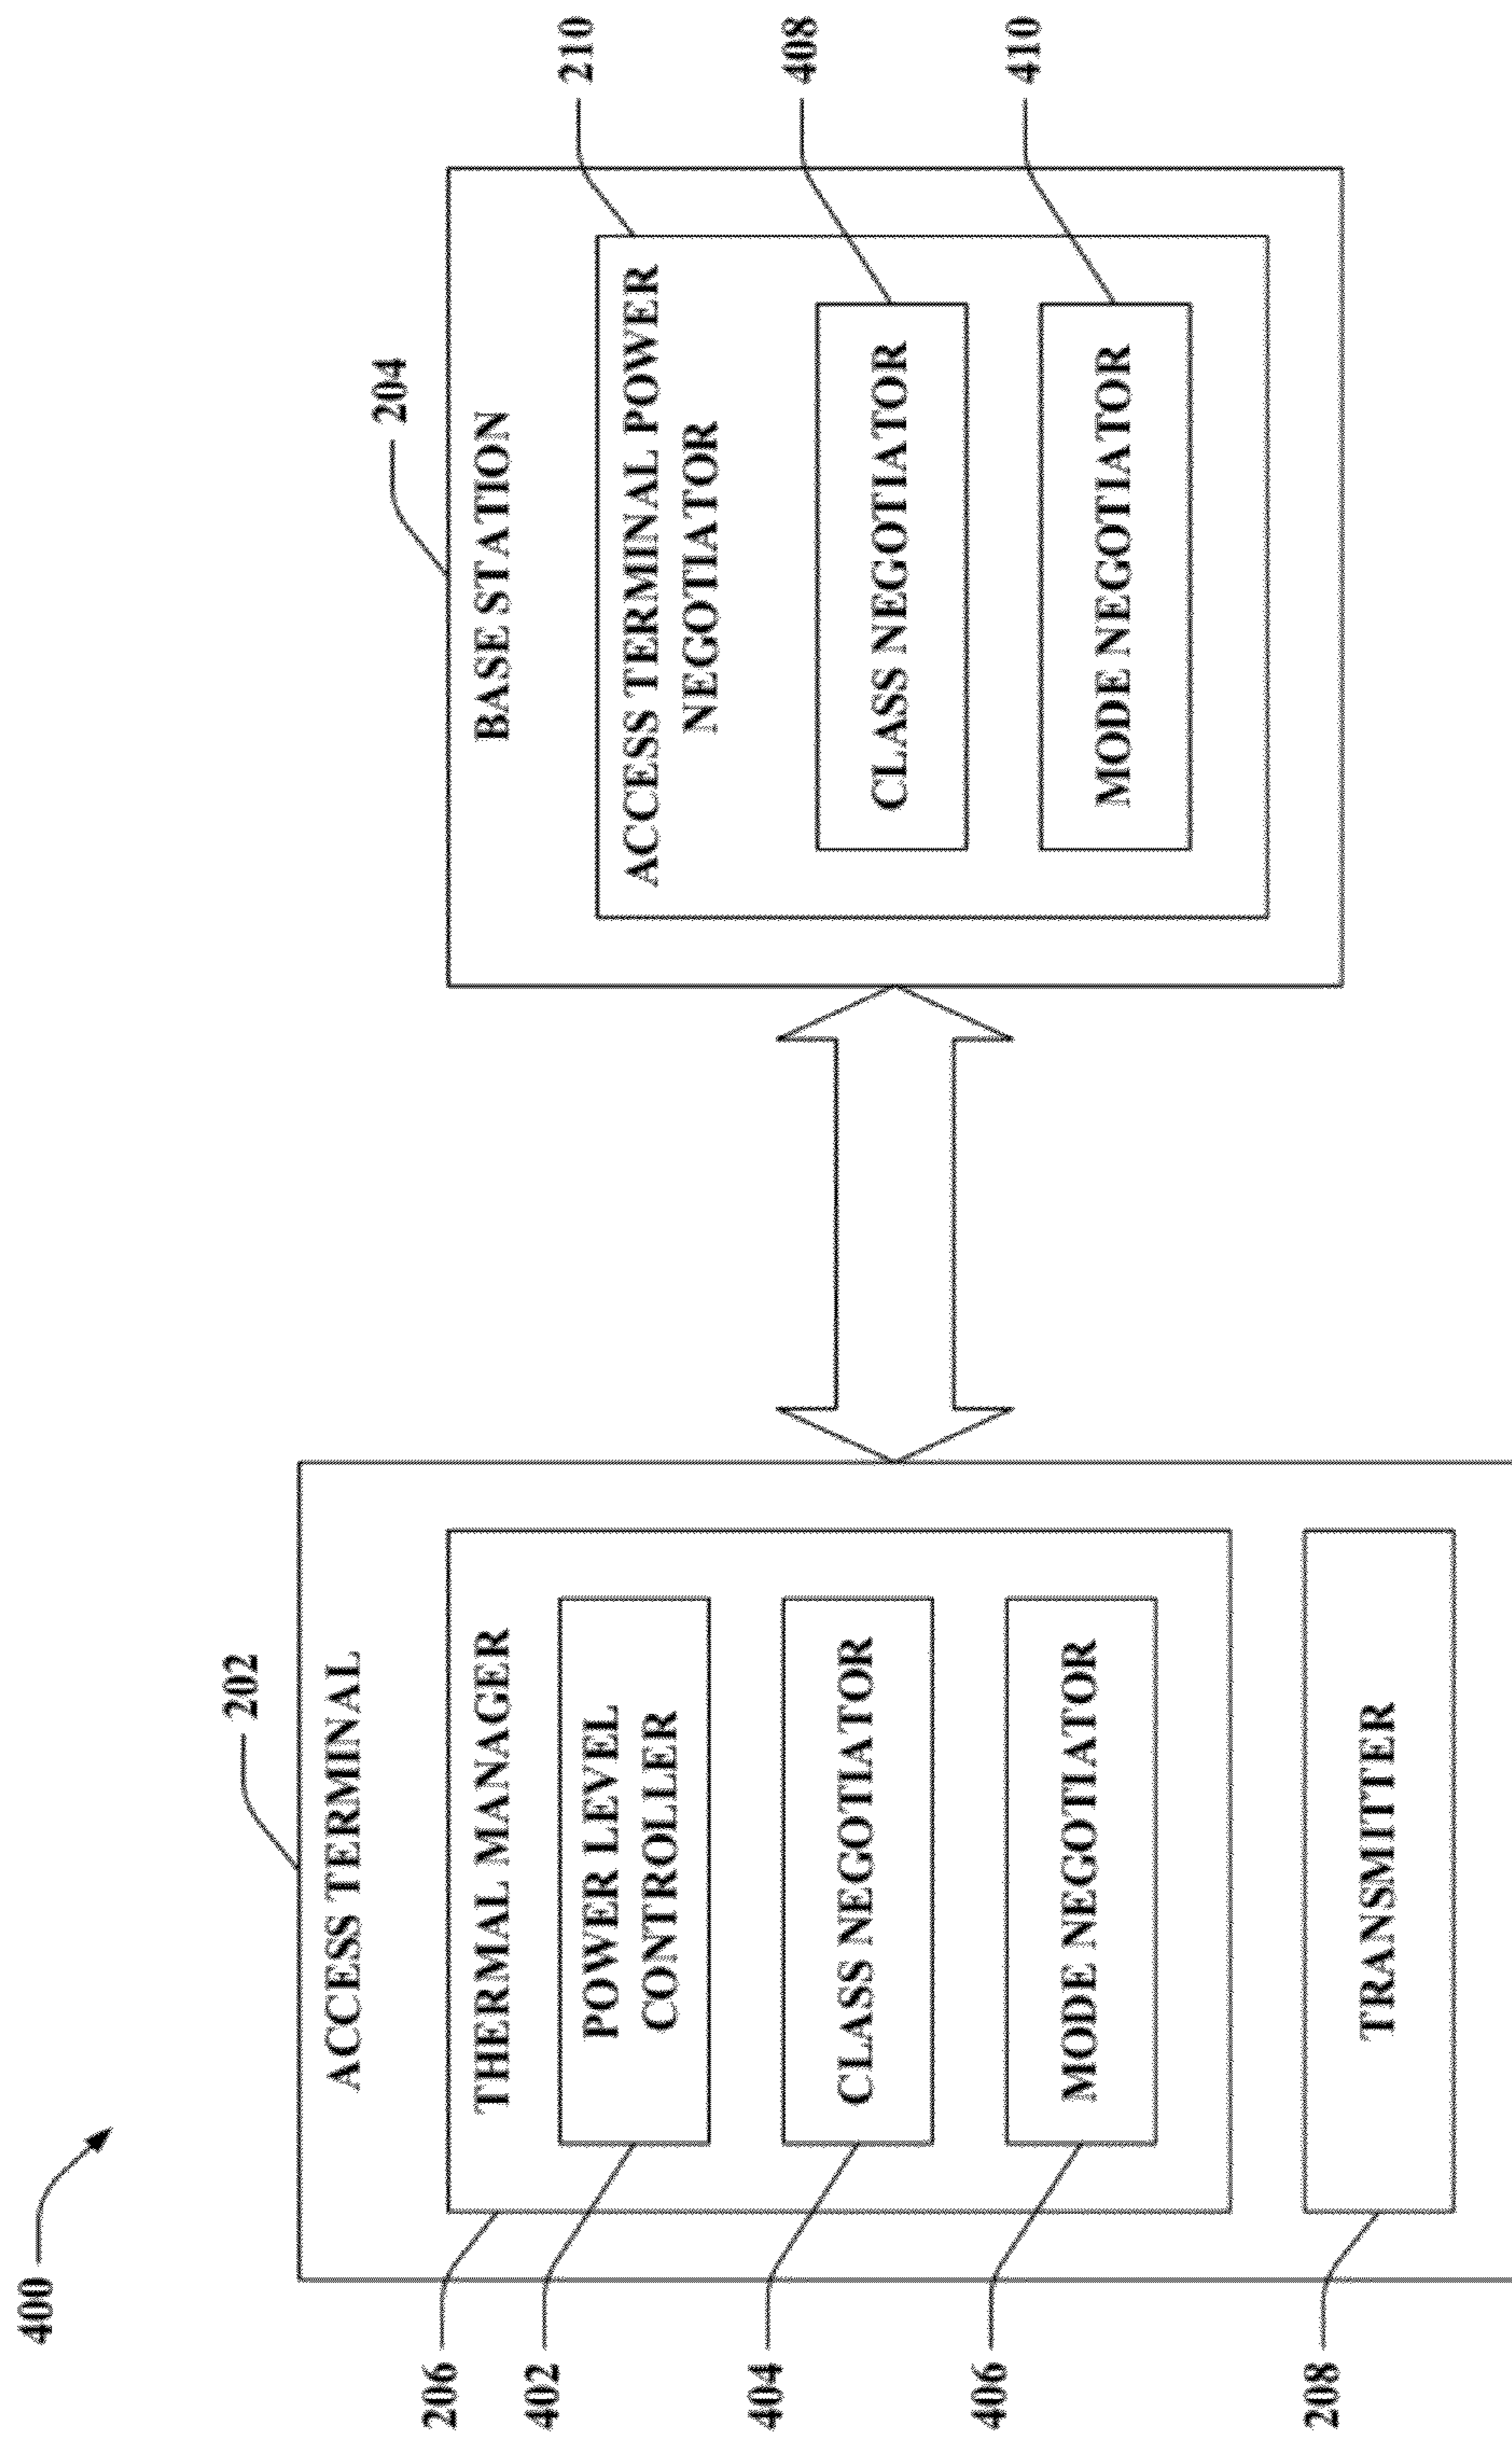 400
202
ACCESS TERMINAL
206
THERMAL MANAGER
402
POWER LEVEL
CONTROLLER
404
CLASS NEGOTIATOR
406
MODE NEGOTIATOR
208
TRANSMITTER
204
BASE STATION
210
ACCESS TERMINAL POWER
NEGOTIATOR
408
CLASS NEGOTIATOR
410
MODE NEGOTIATOR